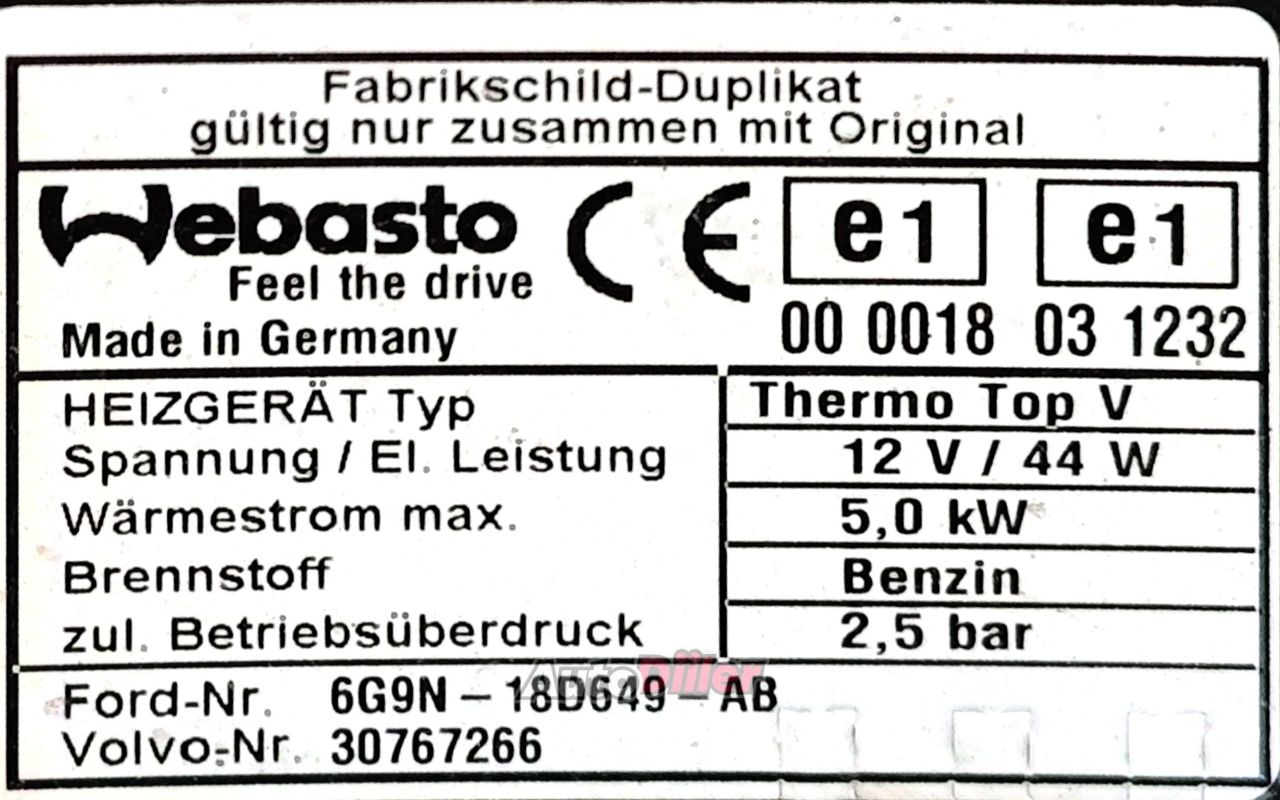 Fabrikschild-Duplikat
gültig nur zusammen mit Original
Webasto
Feel the drive
Made in Germany
CE
e1
00 0018
e1
03 1232
HEIZGERÄT Typ Thermo Top V
Spannung / El. Leistung 12 V / 44 W
Wärmestrom max. 5,0 kW
Brennstoff Benzin
zul. Betriebsüberdruck 2,5 bar
AutoDiiler
Ford-Nr. 6G9N – 18D649 – AB
Volvo-Nr. 30767266